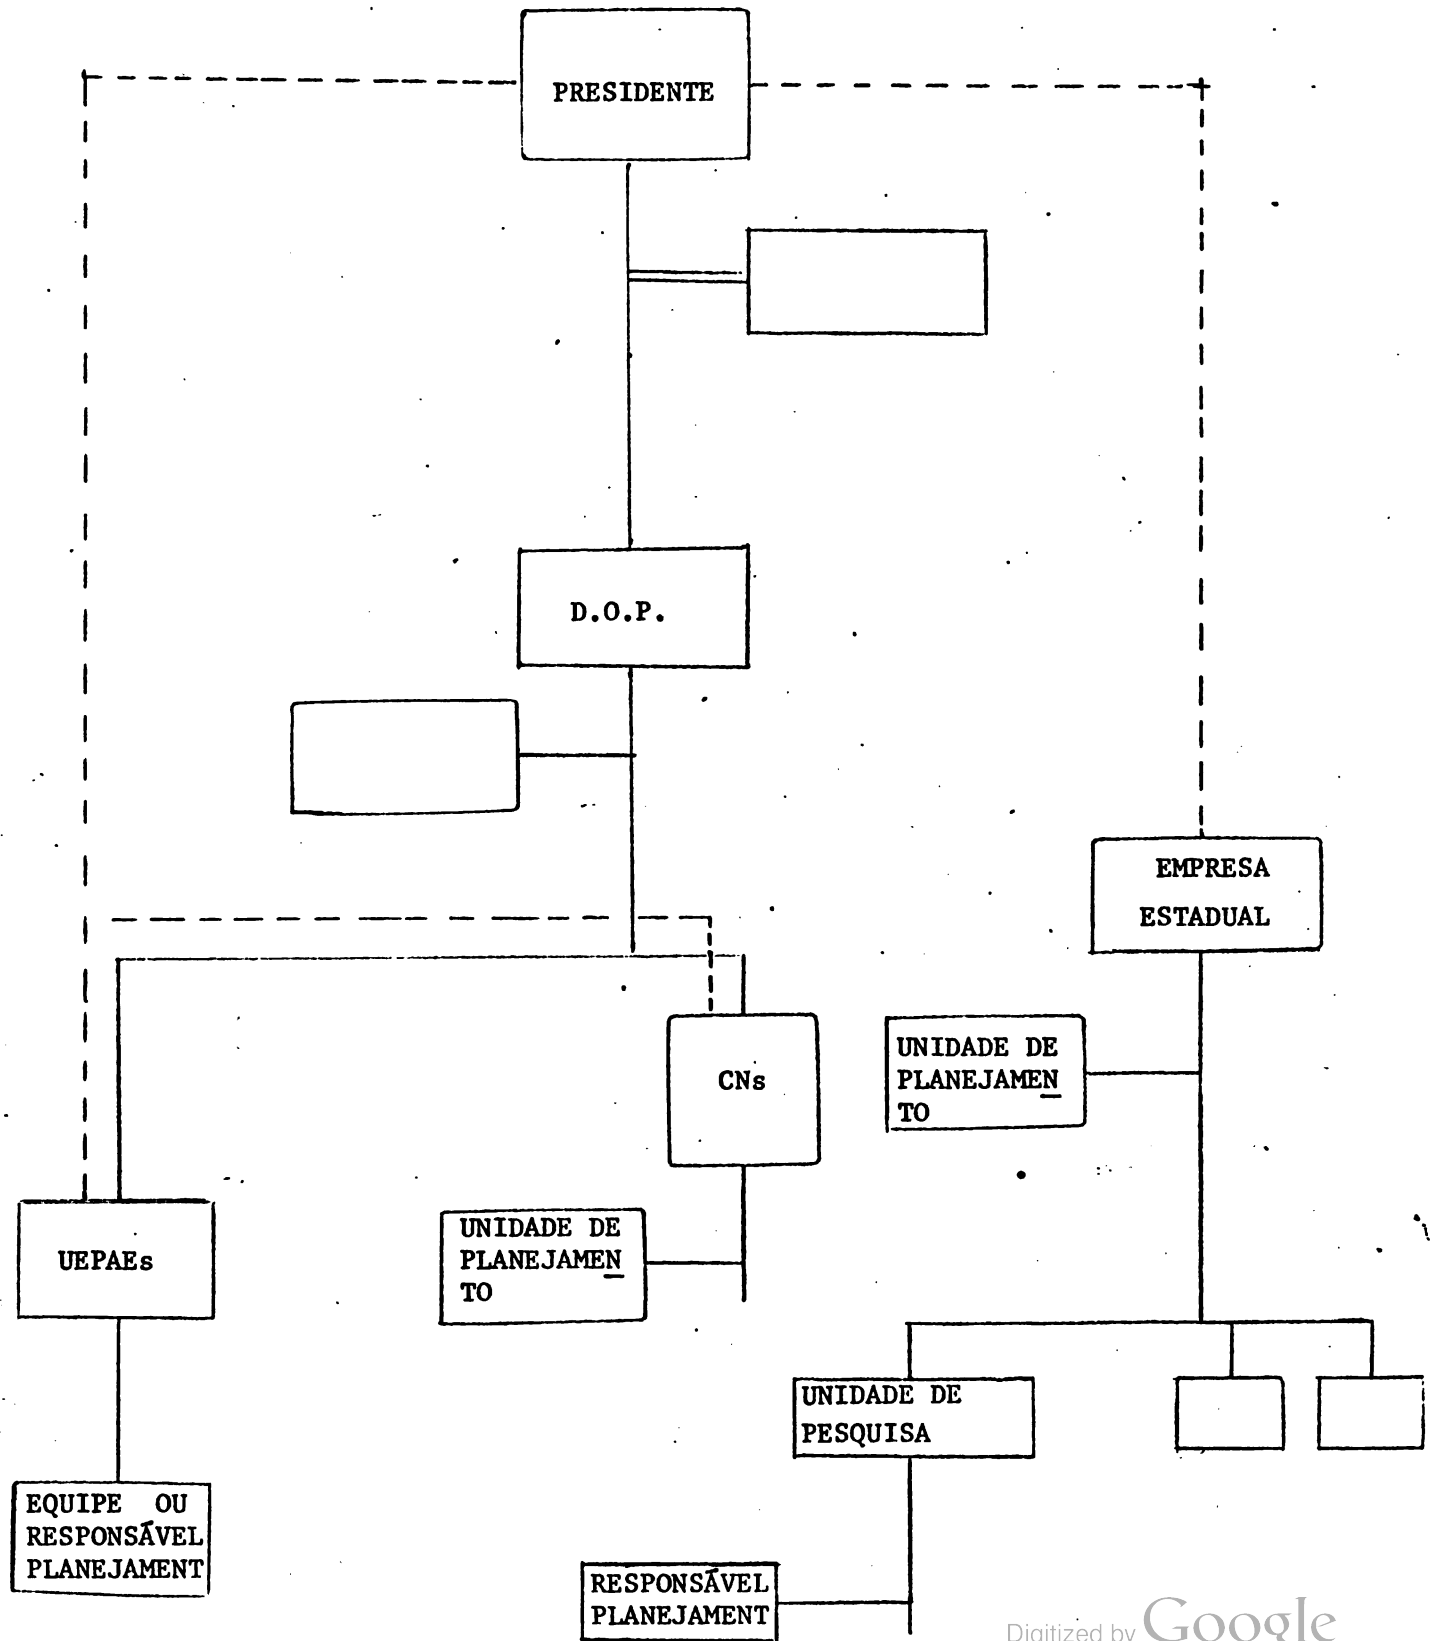 PRESIDENTE
D.O.P.
EMPRESA
ESTADUAL
UNIDADE DE
PLANEJAMEN
TO
CNs
UNIDADE DE
PLANEJAMEN
TO
UEPAEs
UNIDADE DE
PESQUISA
EQUIPE OU
RESPONSÁVEL
PLANEJAMENT
RESPONSÁVEL
PLANEJAMENT
Digitized by Google